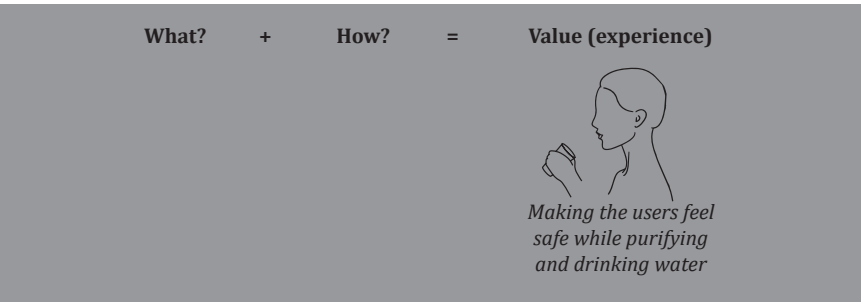 What? + How? = Value (experience)
Making the users feel
safe while purifying
and drinking water